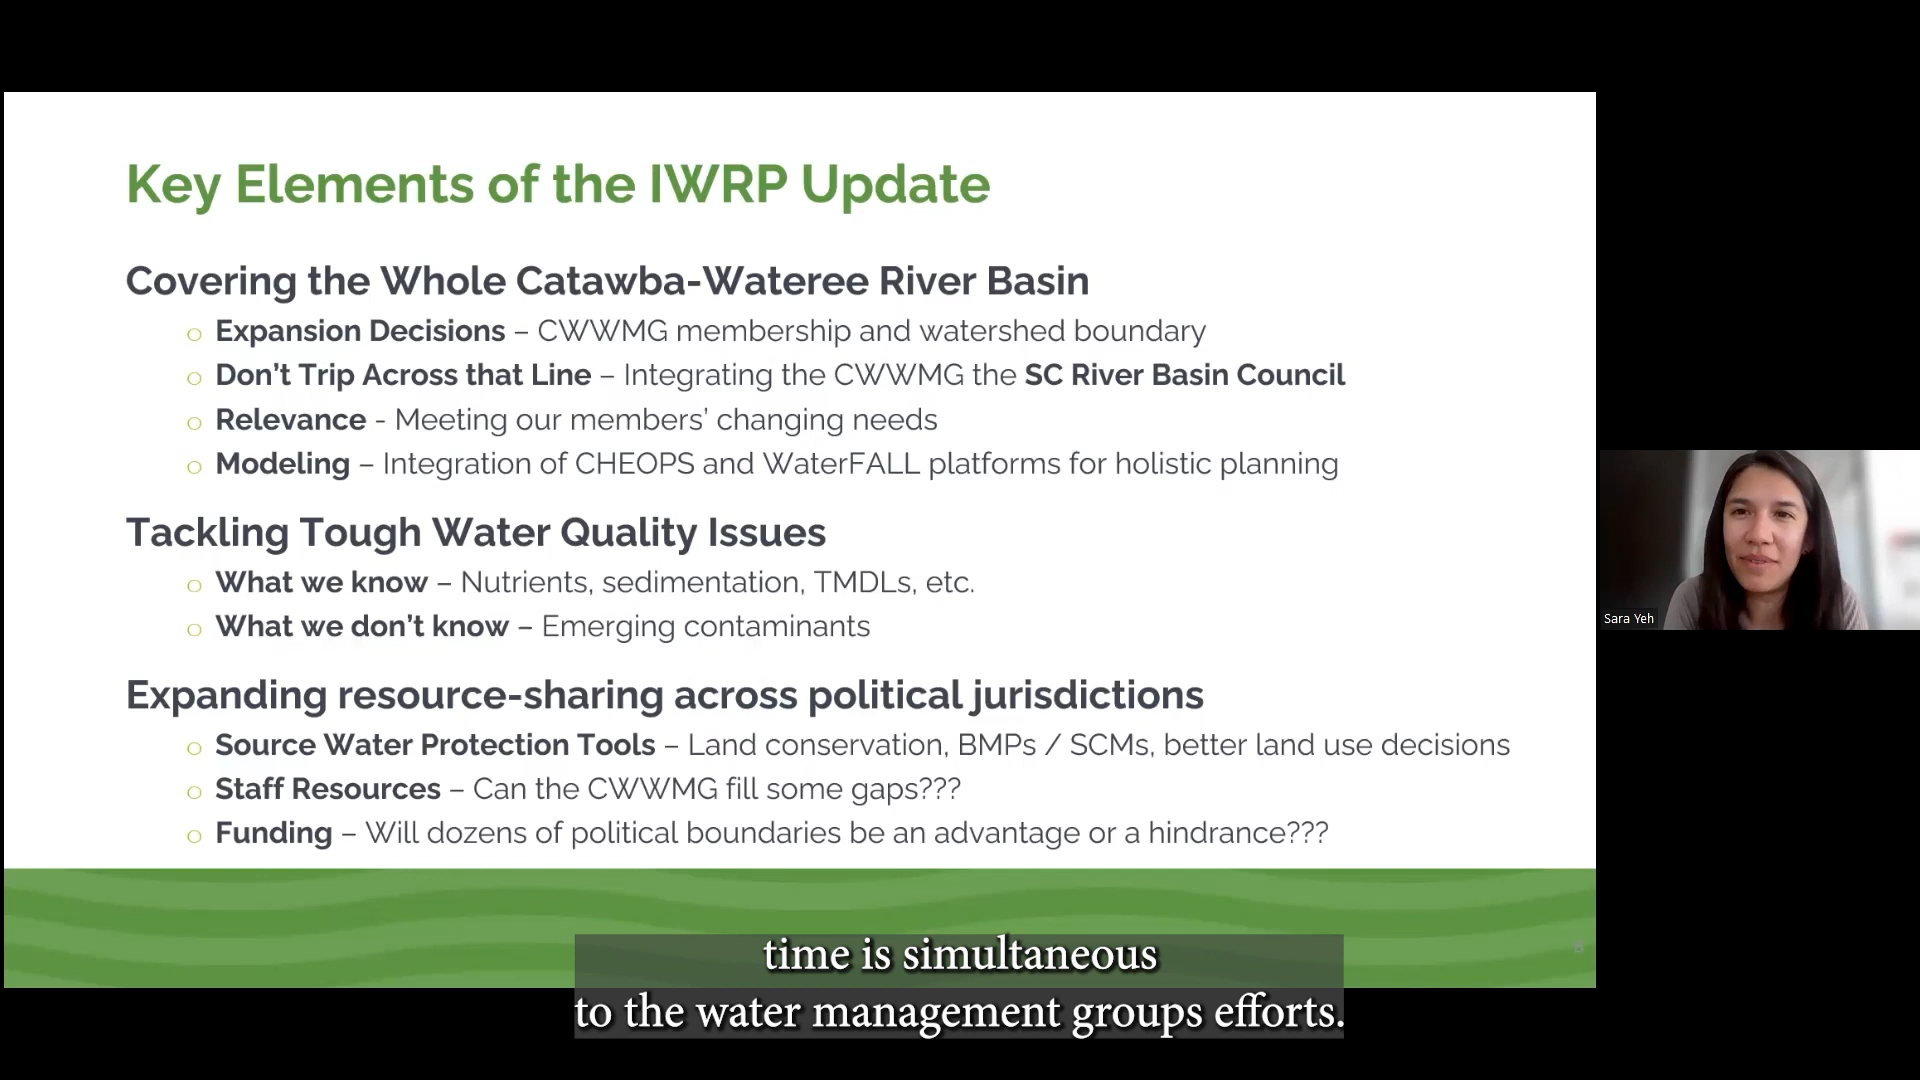 Key Elements of the IWRP Update
Covering the Whole Catawba-Wateree River Basin
o Expansion Decisions – CWWMG membership and watershed boundary
o Don't Trip Across that Line – Integrating the CWWMG the SC River Basin Council
o Relevance - Meeting our members' changing needs
o Modeling – Integration of CHEOPS and WaterFALL platforms for holistic planning
Tackling Tough Water Quality Issues
o What we know – Nutrients, sedimentation, TMDLs, etc.
o What we don't know – Emerging contaminants
Expanding resource-sharing across political jurisdictions
o Source Water Protection Tools – Land conservation, BMPs / SCMs, better land use decisions
o Staff Resources – Can the CWWMG fill some gaps???
o Funding – Will dozens of political boundaries be an advantage or a hindrance???
Sara Yeh
time is simultaneous
to the water management groups efforts.